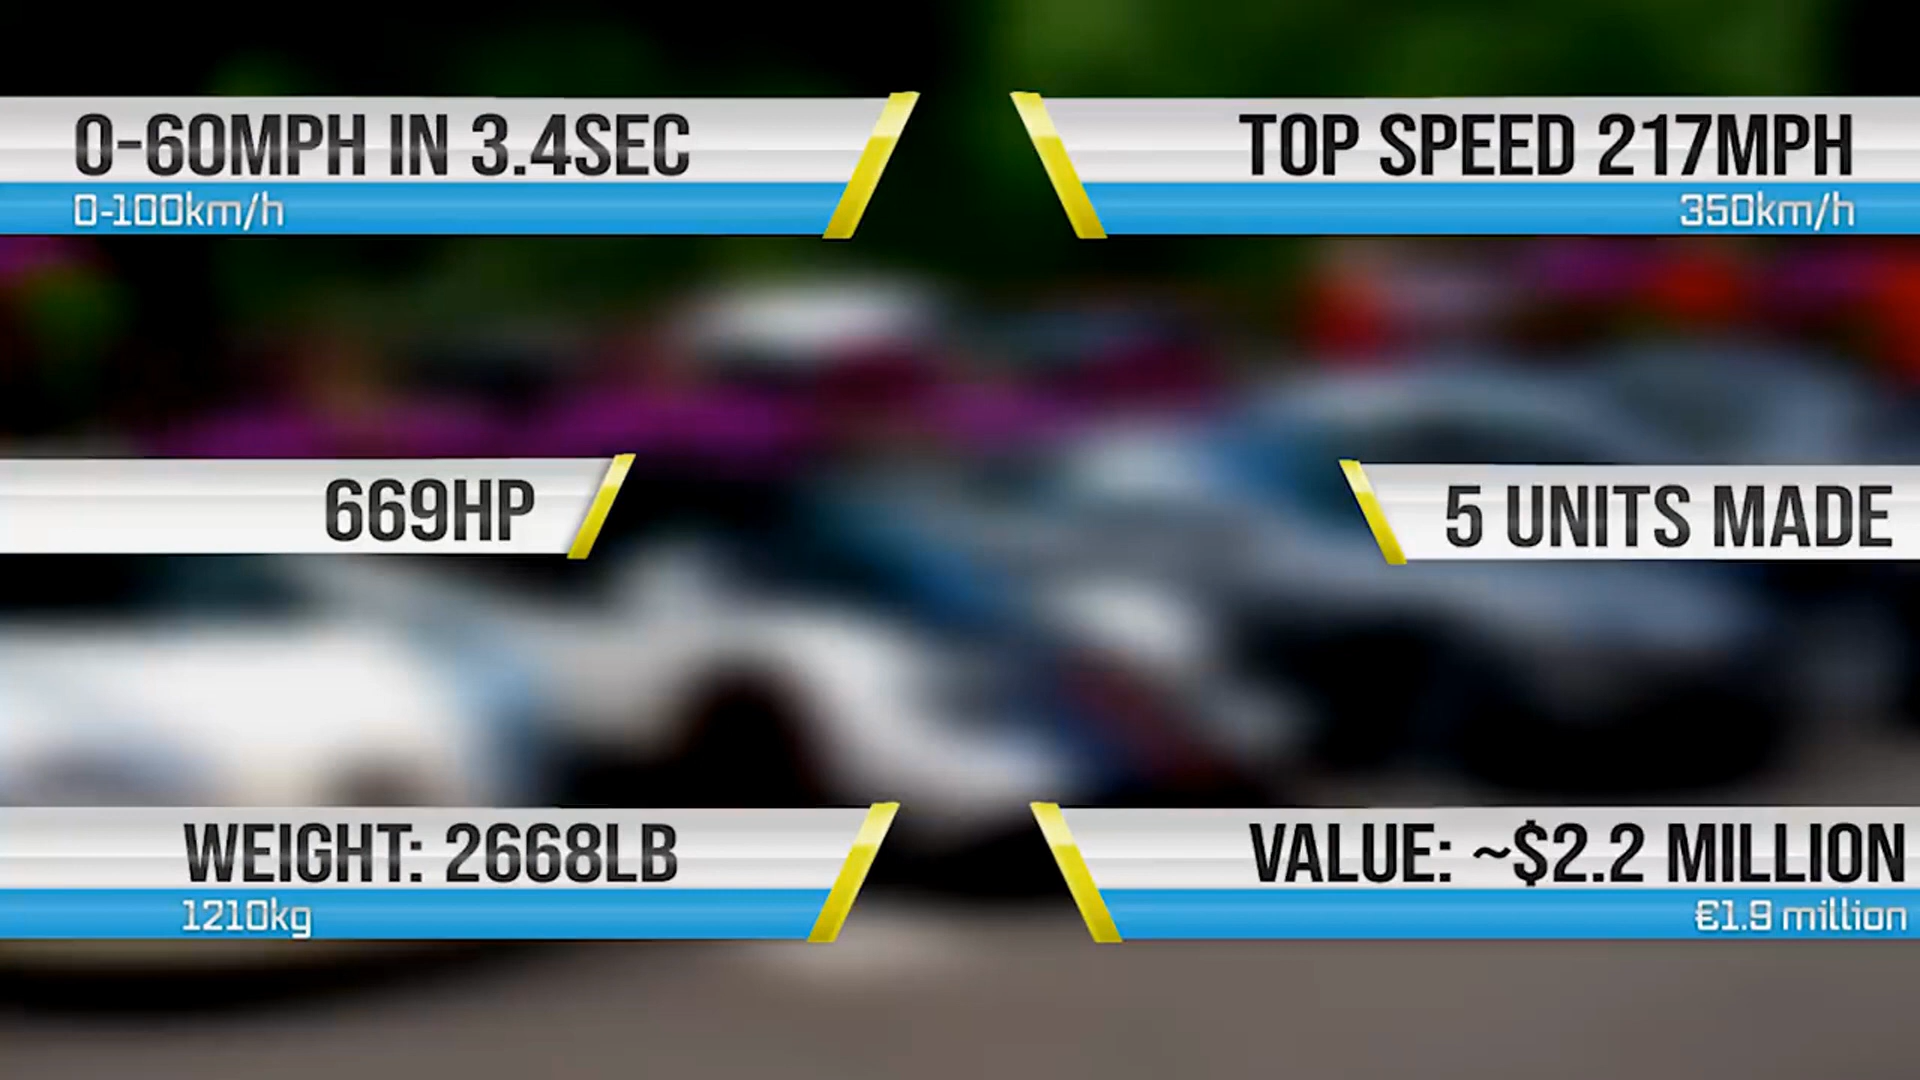 0-60MPH IN 3.4SEC
0-100km/h
TOP SPEED 217MPH
350km/h
669HP
5 UNITS MADE
WEIGHT: 2668LB
1210kg
VALUE: ~$2.2 MILLION
€1.9 million